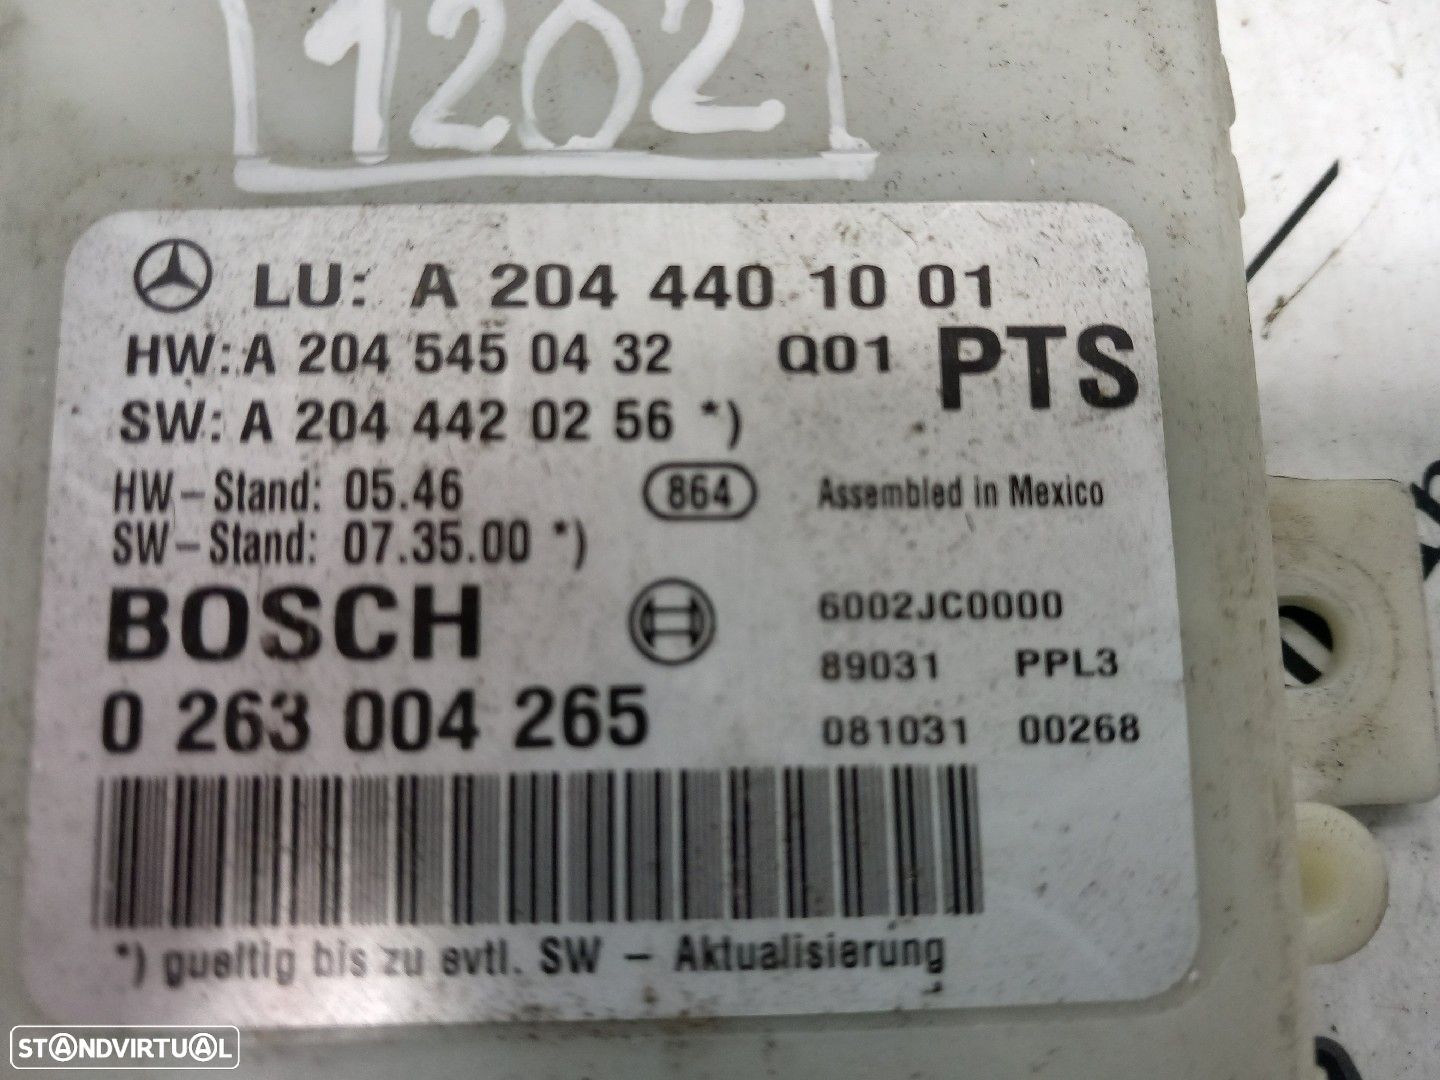 1202
LU: A 204 440 10 01
HW: A 204 545 04 32 Q01 PTS
SW: A 204 442 02 56 *)
HW-Stand: 05.46 864 Assembled in Mexico
SW-Stand: 07.35.00 *)
BOSCH 6002JC0000
89031 PPL3
0 263 004 265 081031 00268
*) gueltig bis zu evtl. SW - Aktualisierung
STANDVIRTUAL